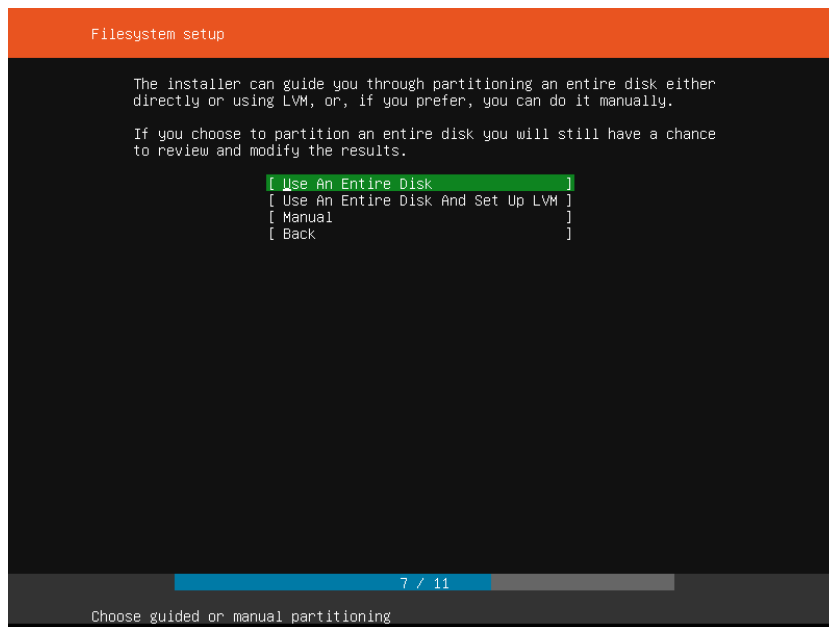 Filesystem setup
The installer can guide you through partitioning an entire disk either
directly or using LVM, or, if you prefer, you can do it manually.
If you choose to partition an entire disk you will still have a chance
to review and modify the results.
[ Use An Entire Disk ]
[ Use An Entire Disk And Set Up LVM ]
[ Manual ]
[ Back ]
7 / 11
Choose guided or manual partitioning